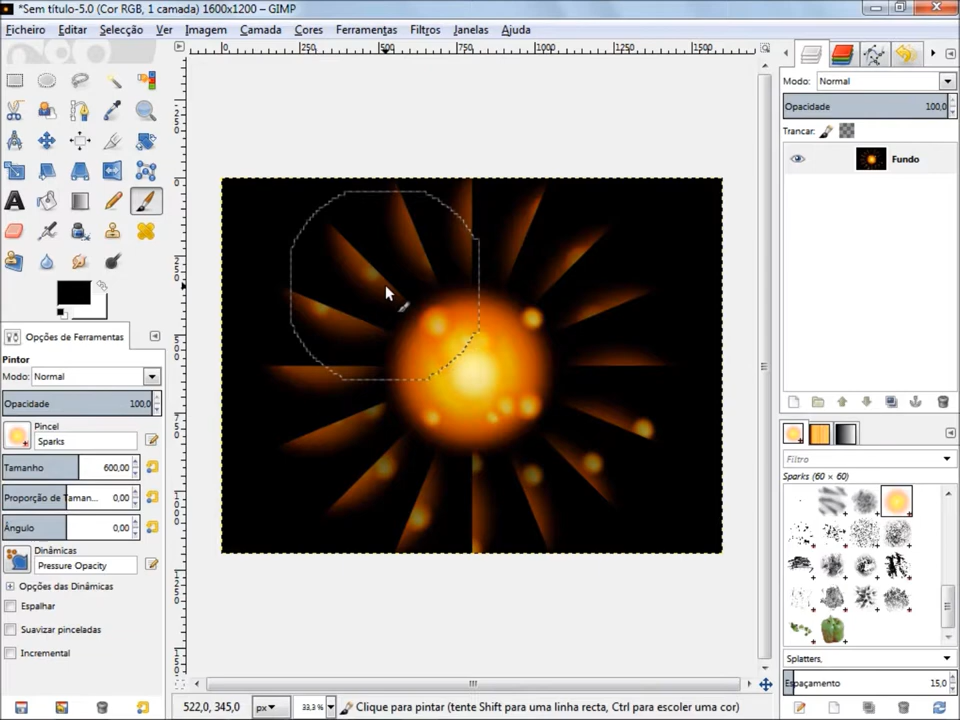 *Sem título-5.0 (Cor RGB, 1 camada) 1600x1200 – GIMP
Ficheiro Editar Selecção Ver Imagem Camada Cores Ferramentas Filtros Janelas Ajuda
0 250 500 750 1000 1250 1500
Modo: Normal
Opacidade 100,0
Trancar:
Fundo
Opções de Ferramentas
Pintor
Modo: Normal
Opacidade 100,0
Pincel
Sparks
Tamanho 600,00
Proporção de Taman... 0,00
Ângulo 0,00
Dinâmicas
Pressure Opacity
Opções das Dinâmicas
Espalhar
Suavizar pinceladas
Incremental
Filtro
Sparks (60 × 60)
Splatters,
Espaçamento 15,0
522,0, 345,0 px 33,3 % Clique para pintar (tente Shift para uma linha recta, Ctrl para escoler uma cor)